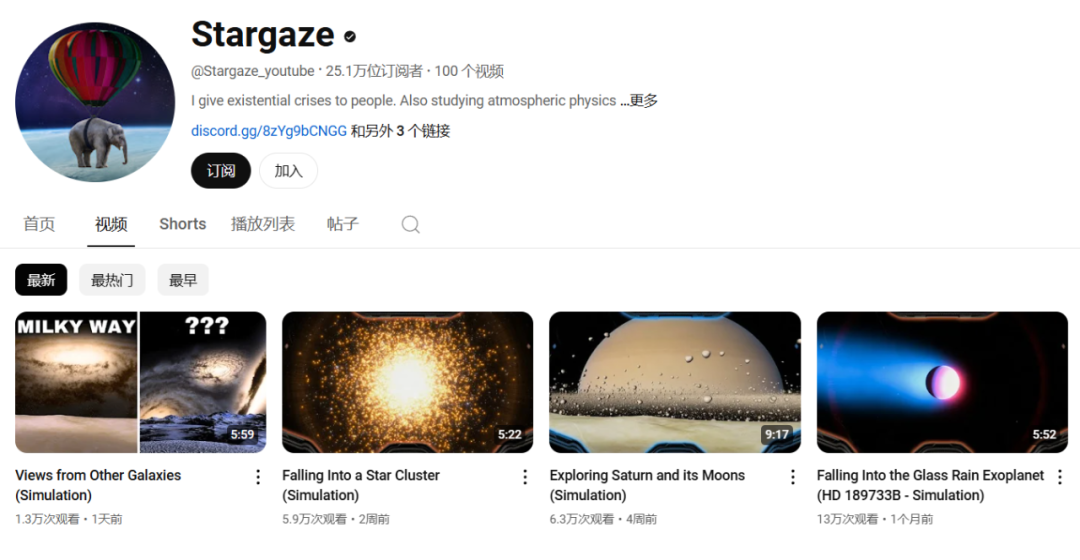 Stargaze
@Stargaze_youtube · 25.1万位订阅者 · 100 个视频
I give existential crises to people. Also studying atmospheric physics ...更多
discord.gg/8zYg9bCNGG 和另外 3 个链接
订阅 加入
首页 视频 Shorts 播放列表 帖子
最新 最热门 最早
MILKY WAY ???
5:59 5:22 9:17 5:52
Views from Other Galaxies
(Simulation)
1.3万次观看 · 1天前
Falling Into a Star Cluster
(Simulation)
5.9万次观看 · 2周前
Exploring Saturn and its Moons
(Simulation)
6.3万次观看 · 4周前
Falling Into the Glass Rain Exoplanet
(HD 189733B - Simulation)
13万次观看 · 1个月前